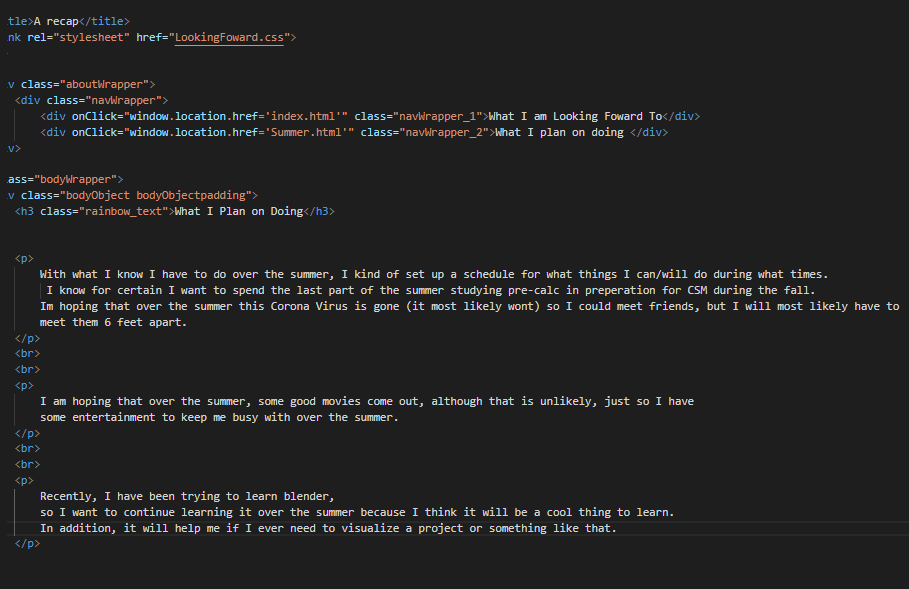 tle>A recap</title>
nk rel="stylesheet" href="LookingFoward.css">
v class="aboutWrapper">
<div class="navWrapper">
<div onClick="window.location.href='index.html'" class="navWrapper_1">What I am Looking Foward To</div>
<div onClick="window.location.href='Summer.html'" class="navWrapper_2">What I plan on doing </div>
v>
ass="bodyWrapper">
v class="bodyObject bodyObjectpadding">
<h3 class="rainbow_text">What I Plan on Doing</h3>
<p>
With what I know I have to do over the summer, I kind of set up a schedule for what things I can/will do during what times.
I know for certain I want to spend the last part of the summer studying pre-calc in preperation for CSM during the fall.
Im hoping that over the summer this Corona Virus is gone (it most likely wont) so I could meet friends, but I will most likely have to
meet them 6 feet apart.
</p>
<br>
<br>
<p>
I am hoping that over the summer, some good movies come out, although that is unlikely, just so I have
some entertainment to keep me busy with over the summer.
</p>
<br>
<br>
<p>
Recently, I have been trying to learn blender,
so I want to continue learning it over the summer because I think it will be a cool thing to learn.
In addition, it will help me if I ever need to visualize a project or something like that.
</p>